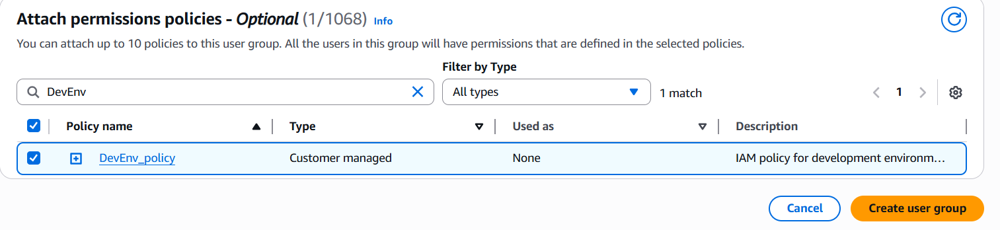 Attach permissions policies - Optional (1/1068) Info
You can attach up to 10 policies to this user group. All the users in this group will have permissions that are defined in the selected policies.
Filter by Type
DevEnv All types 1 match 1
Policy name Type Used as Description
DevEnv_policy Customer managed None IAM policy for development environm…
Cancel Create user group